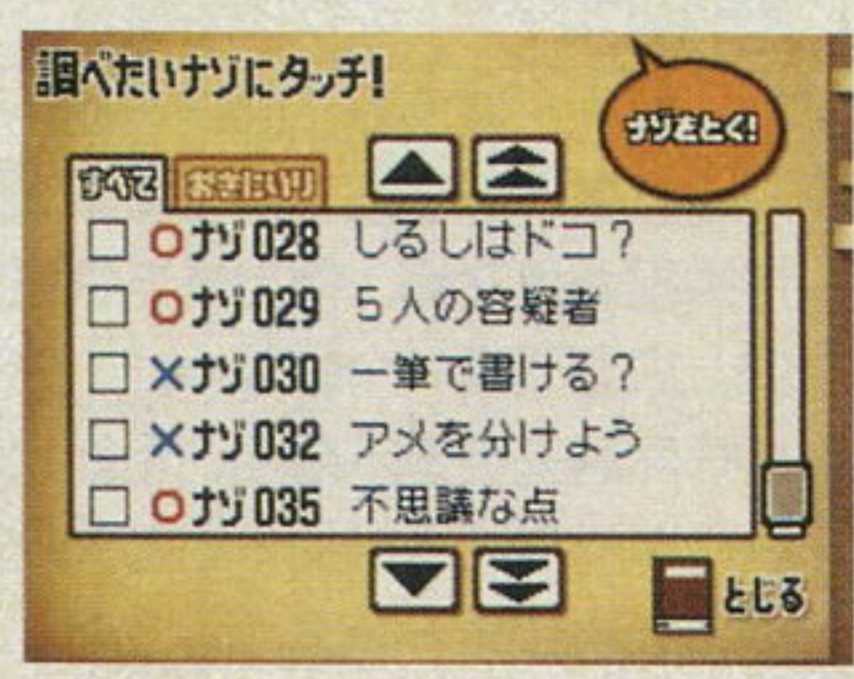 調べたいナゾにタッチ!
ナゾをとく!
すべて おきにいり
○ナゾ028 しるしはドコ?
○ナゾ029 5人の容疑者
×ナゾ030 一筆で書ける?
×ナゾ032 アメを分けよう
○ナゾ035 不思議な点
とじる